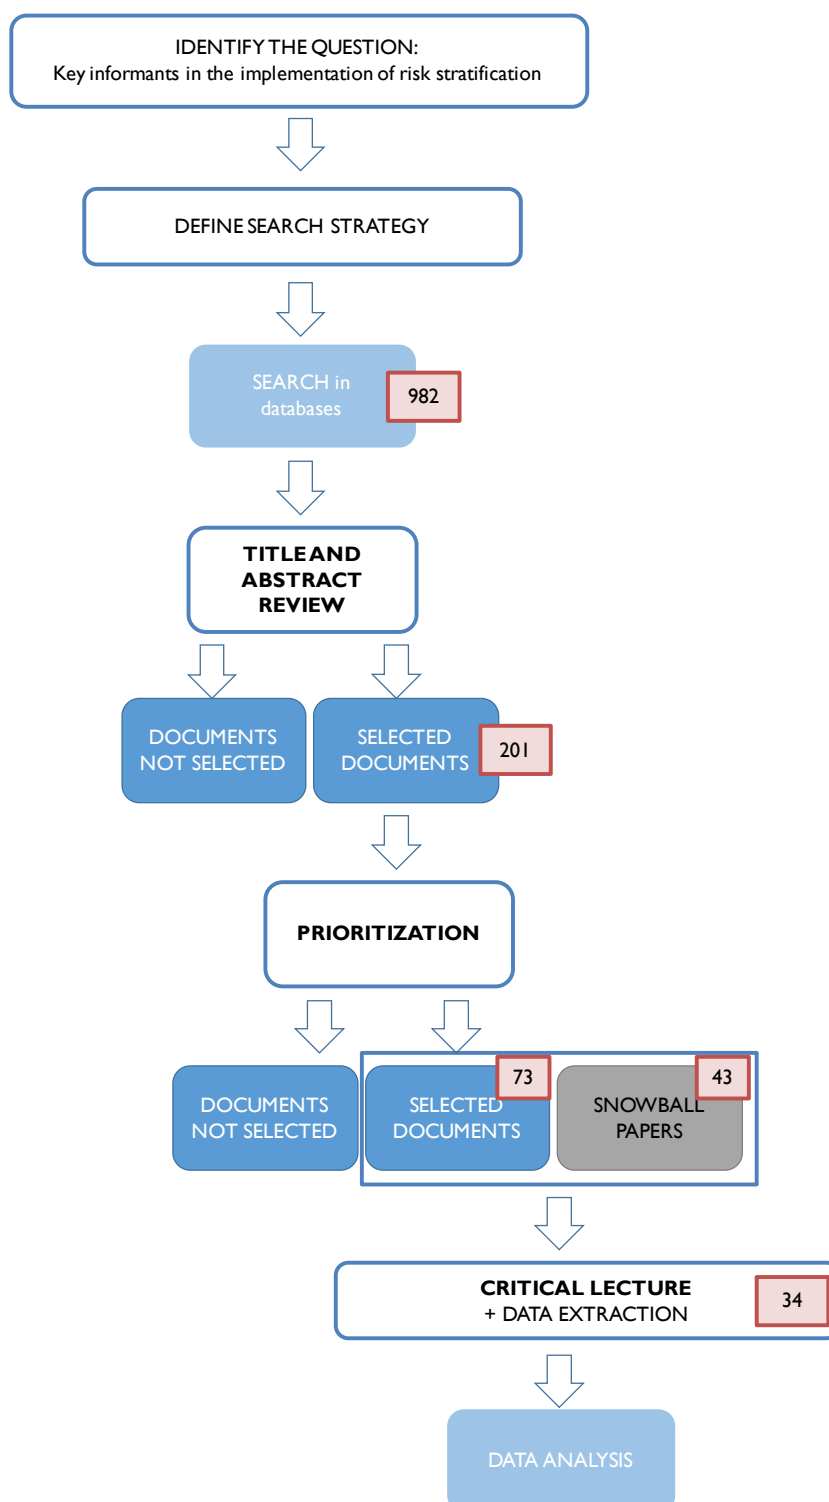 IDENTIFY THE QUESTION:
Key informants in the implementation of risk stratification
DEFINE SEARCH STRATEGY
SEARCH in
databases
982
TITLE AND
ABSTRACT
REVIEW
DOCUMENTS
NOT SELECTED
SELECTED
DOCUMENTS
201
PRIORITIZATION
DOCUMENTS
NOT SELECTED
73
SELECTED
DOCUMENTS
43
SNOWBALL
PAPERS
CRITICAL LECTURE
+ DATA EXTRACTION
34
DATA ANALYSIS